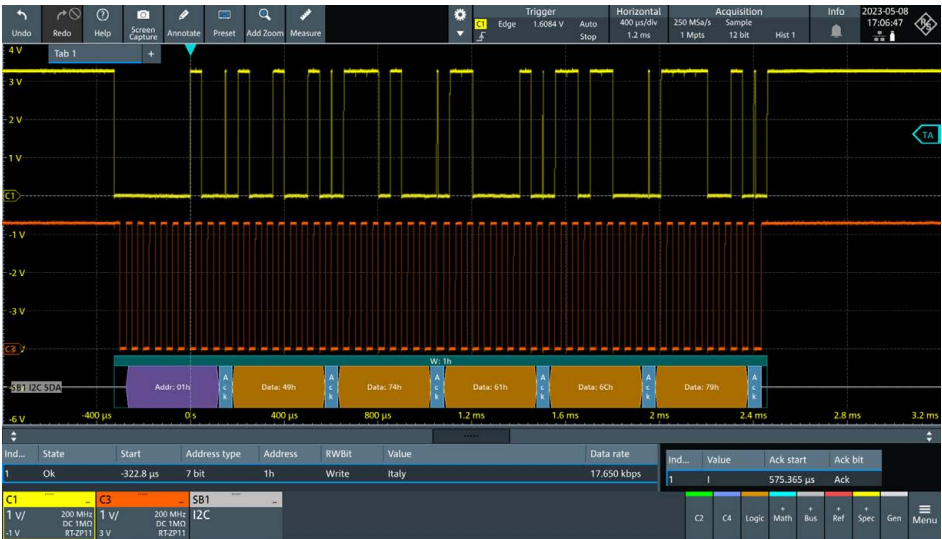 Trigger Horizontal Acquisition Info 2023-05-08
C1 Edge 1.6084 V Auto 400 µs/div 250 MSa/s Sample 17:06:47
Undo Redo Help Screen Capture Annotate Preset Add Zoom Measure Stop 1.2 ms 1 Mpts 12 bit Hist 1
4 V Tab 1 +
3 V
2 V
TA
1 V
C1
-1 V
-2 V
-3 V
C3
W: 1h
SB1 I2C SDA Addr: 01h Ack Data: 49h Ack Data: 74h Ack Data: 61h Ack Data: 6Ch Ack Data: 79h Ack
-6 V -400 µs 0 s 400 µs 800 µs 1.2 ms 1.6 ms 2 ms 2.4 ms 2.8 ms 3.2 ms
Ind... State Start Address type Address RWBit Value Data rate Ind... Value Ack start Ack bit
1 Ok -322.8 µs 7 bit 1h Write Italy 17.650 kbps 1 I 575.365 µs Ack
C1 C3 SB1
1 V/ 200 MHz 1 V/ 200 MHz I2C
DC 1MΩ DC 1MΩ C2 C4 Logic + Math + Bus + Ref + Spec Gen Menu
-1 V RT-ZP11 3 V RT-ZP11